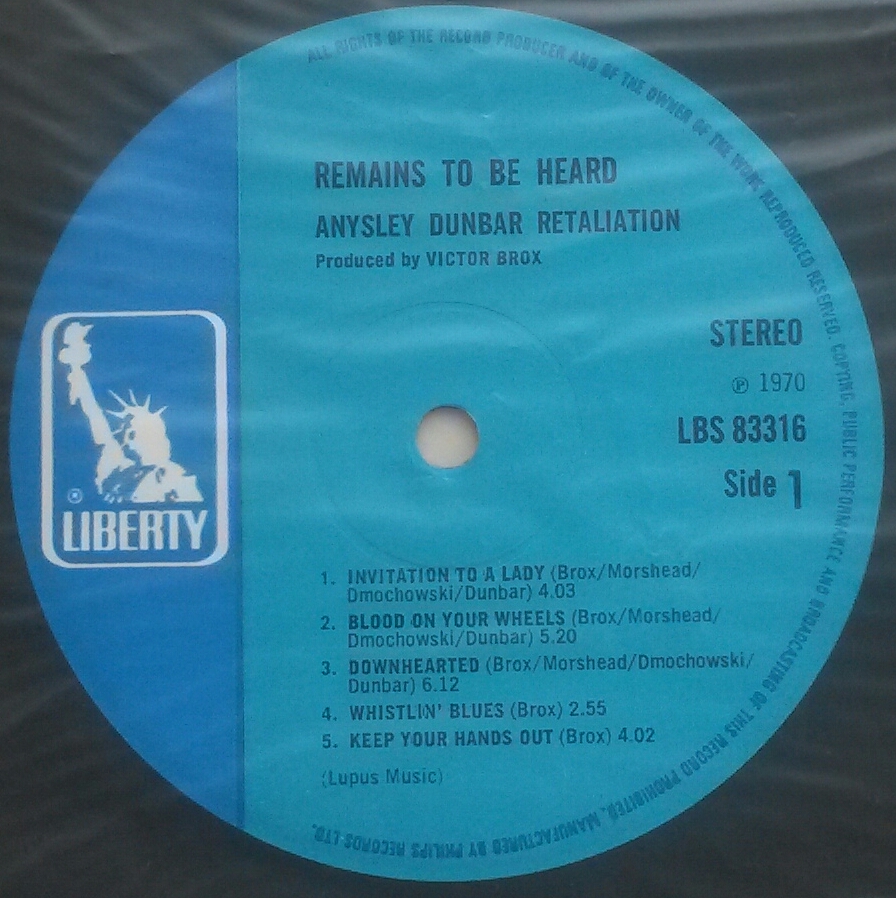 ALL RIGHTS OF THE RECORD PRODUCER AND OF THE OWNER OF THE WORK REPRODUCED RESERVED. COPYING, PUBLIC PERFORMANCE AND BROADCASTING OF THIS RECORD PROHIBITED. MANUFACTURED BY PHILIPS RECORDS LTD.
REMAINS TO BE HEARD
ANYSLEY DUNBAR RETALIATION
Produced by VICTOR BROX
STEREO
℗ 1970
LBS 83316
Side 1
®
LIBERTY
1. INVITATION TO A LADY (Brox/Morshead/
Dmochowski/Dunbar) 4.03
2. BLOOD ON YOUR WHEELS (Brox/Morshead/
Dmochowski/Dunbar) 5.20
3. DOWNHEARTED (Brox/Morshead/Dmochowski/
Dunbar) 6.12
4. WHISTLIN' BLUES (Brox) 2.55
5. KEEP YOUR HANDS OUT (Brox) 4.02
(Lupus Music)